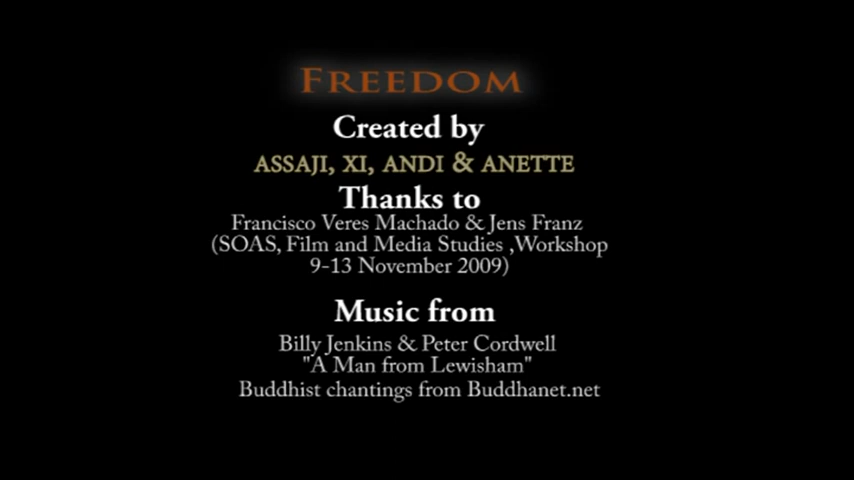 FREEDOM
Created by
ASSAJI, XI, ANDI & ANETTE
Thanks to
Francisco Veres Machado & Jens Franz
(SOAS, Film and Media Studies ,Workshop
9-13 November 2009)
Music from
Billy Jenkins & Peter Cordwell
"A Man from Lewisham"
Buddhist chantings from Buddhanet.net